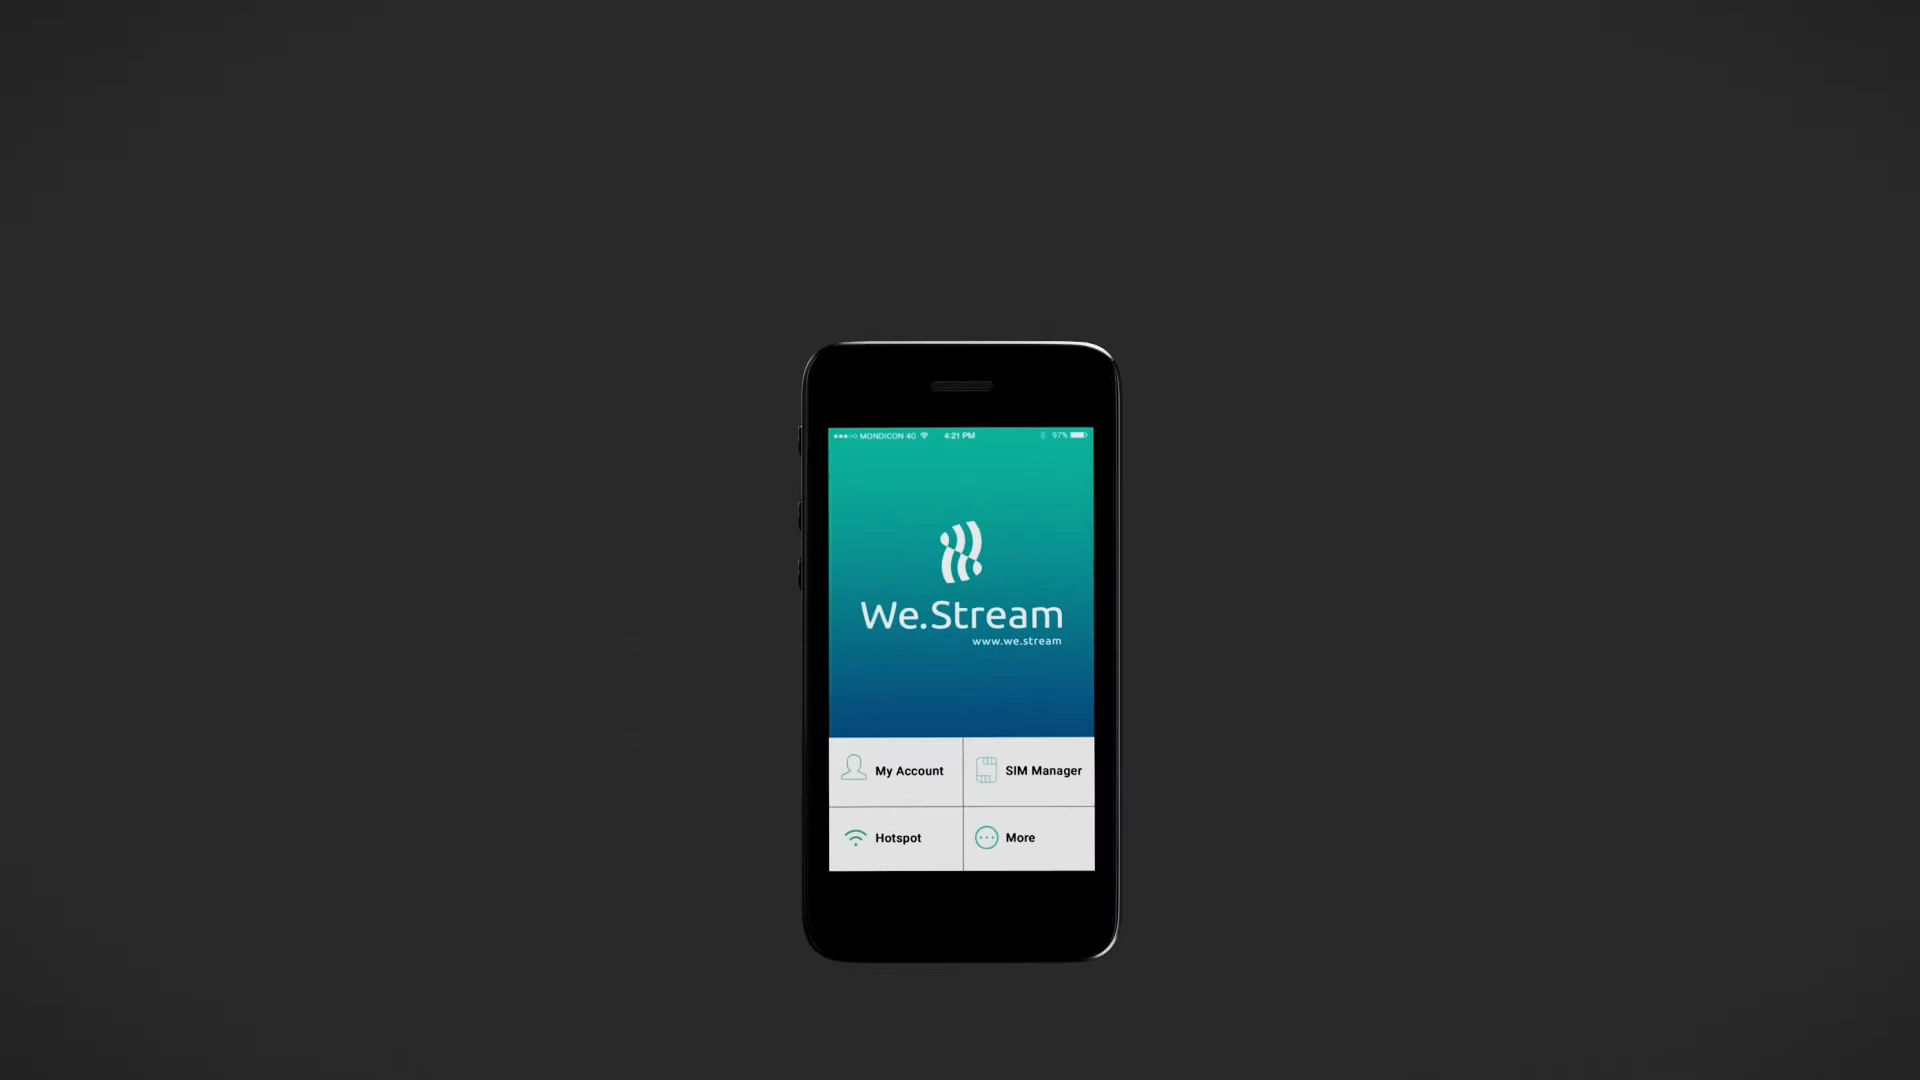 MONDICON 4G 4:21 PM 97%
We.Stream
www.we.stream
My Account
SIM Manager
Hotspot
More